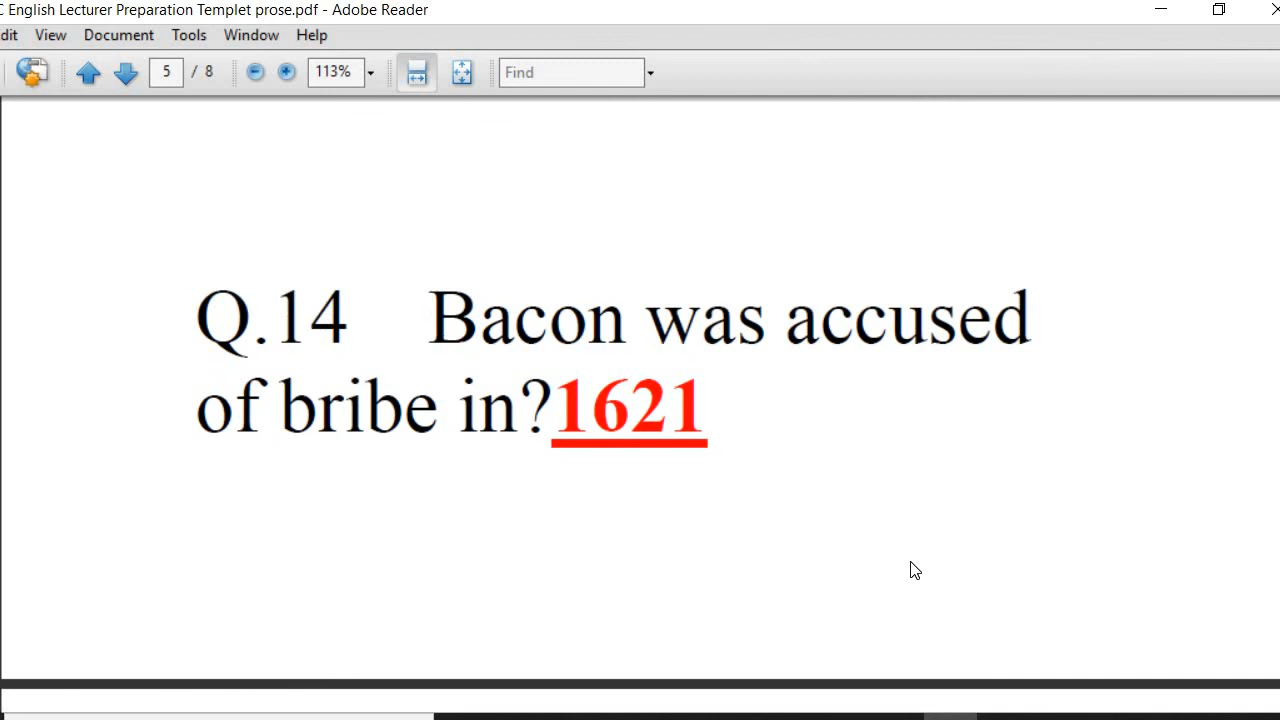 English Lecturer Preparation Templet prose.pdf - Adobe Reader
dit View Document Tools Window Help
5 / 8 113% Find
Q.14 Bacon was accused
of bribe in?1621